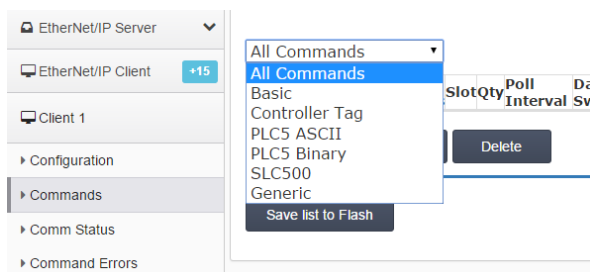 EtherNet/IP Server
EtherNet/IP Client +15
Client 1
Configuration
Commands
Comm Status
Command Errors
All Commands
All Commands
Basic
Controller Tag
PLC5 ASCII
PLC5 Binary
SLC500
Generic
Slot Qty Poll Interval
Delete
Save list to Flash